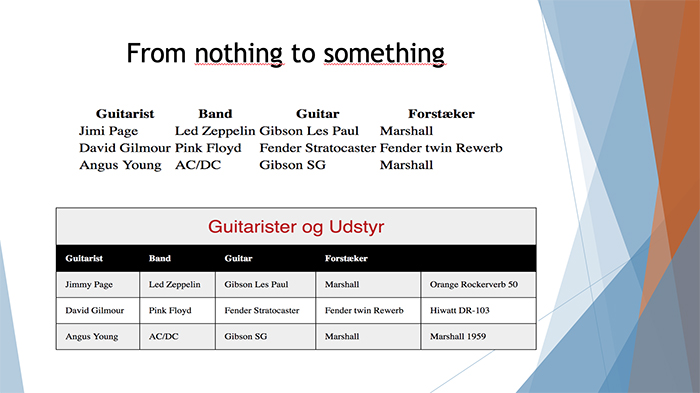 From nothing to something
Guitarist Band Guitar Forstæker
Jimi Page Led Zeppelin Gibson Les Paul Marshall
David Gilmour Pink Floyd Fender Stratocaster Fender twin Rewerb
Angus Young AC/DC Gibson SG Marshall
Guitarister og Udstyr
Guitarist Band Guitar Forstæker
Jimmy Page Led Zeppelin Gibson Les Paul Marshall Orange Rockerverb 50
David Gilmour Pink Floyd Fender Stratocaster Fender twin Rewerb Hiwatt DR-103
Angus Young AC/DC Gibson SG Marshall Marshall 1959